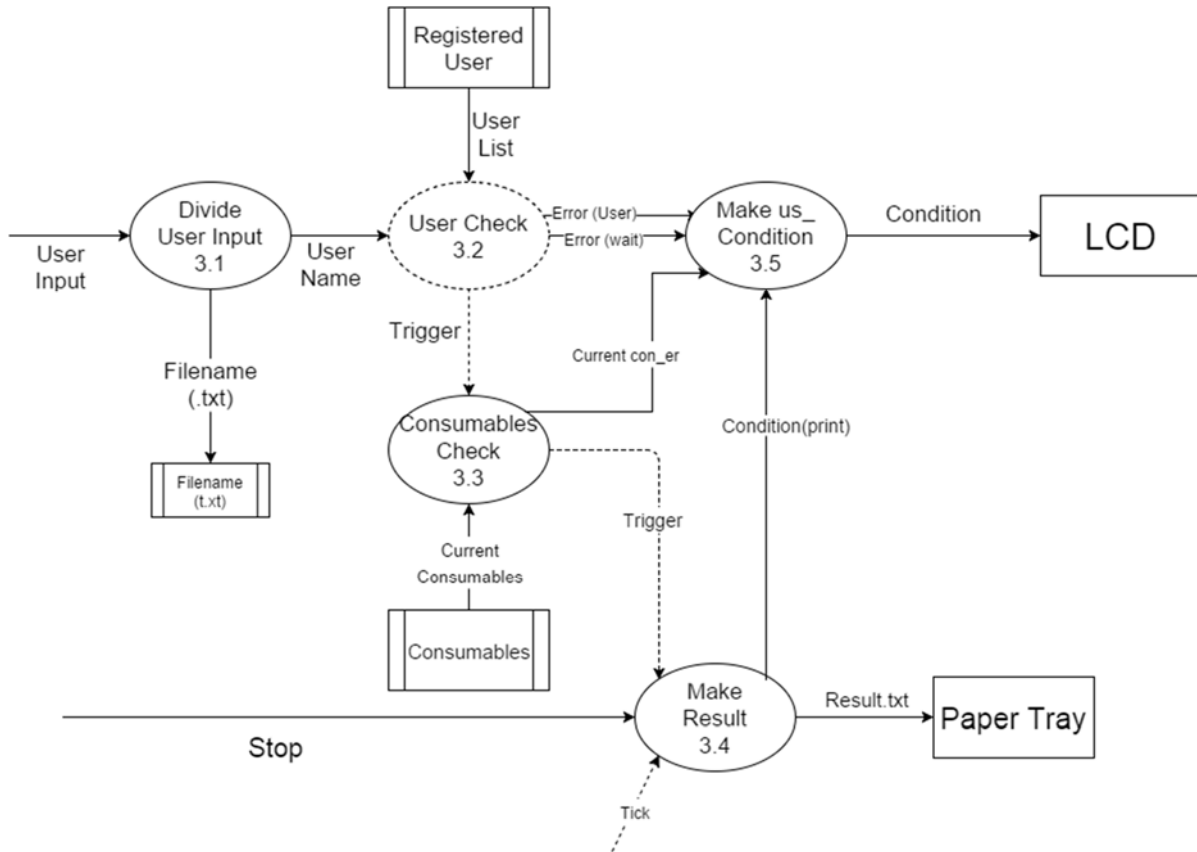 Registered
User
User
List
Divide
User Input
3.1
User
Input
User
Name
User Check
3.2
Error (User)
Error (wait)
Make us_
Condition
3.5
Condition
LCD
Trigger
Filename
(.txt)
Filename
(t.xt)
Current con_er
Consumables
Check
3.3
Condition(print)
Trigger
Current
Consumables
Consumables
Stop
Make
Result
3.4
Result.txt
Paper Tray
Tick